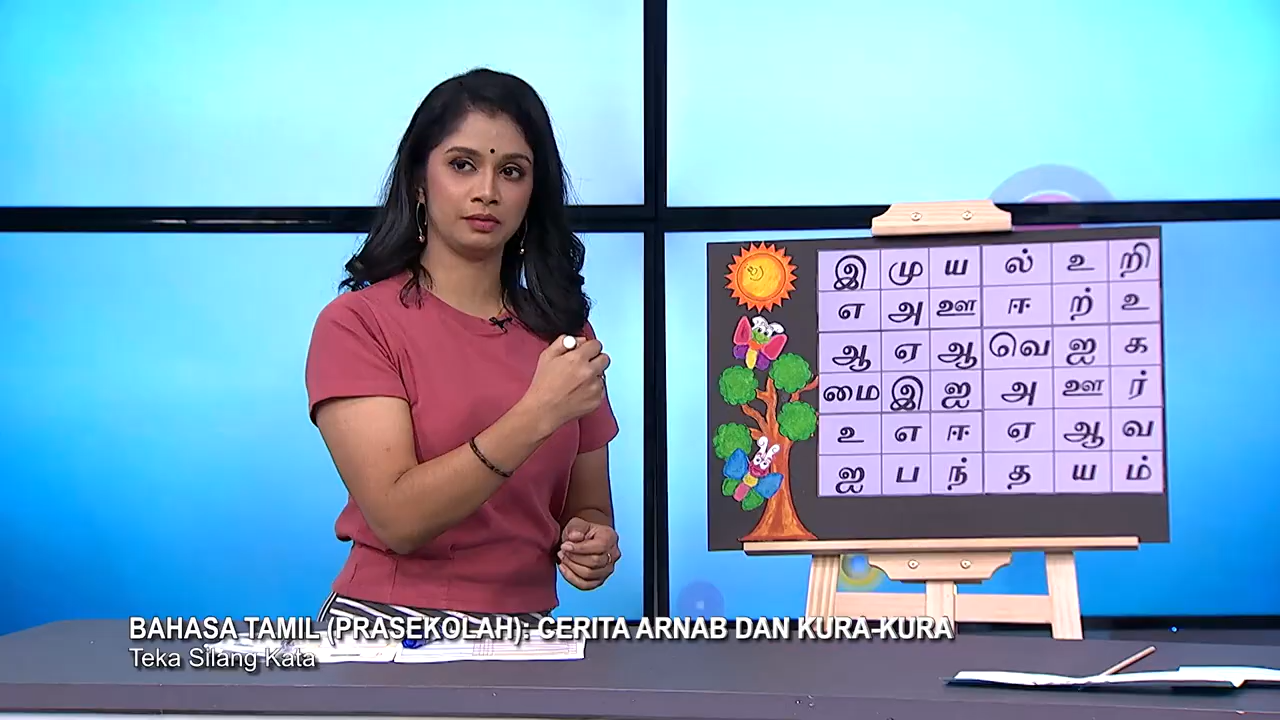 இ மு ய ல் உ றி
எ அ ஊ ஈ ற் உ
ஆ ஏ ஆ வெ ஐ க
மை இ ஐ அ ஊ ர்
உ எ ஈ ஏ ஆ வ
ஐ ப ந் த ய ம்
BAHASA TAMIL (PRASEKOLAH): CERITA ARNAB DAN KURA-KURA
Teka Silang Kata